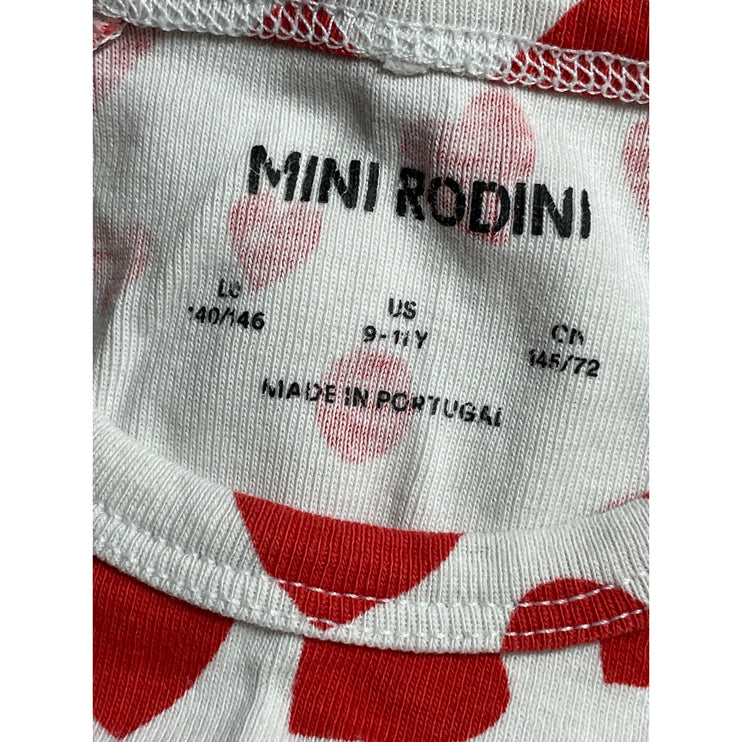 MINI RODINI
EU US CN
140/146 9-11Y 145/72
MADE IN PORTUGAL